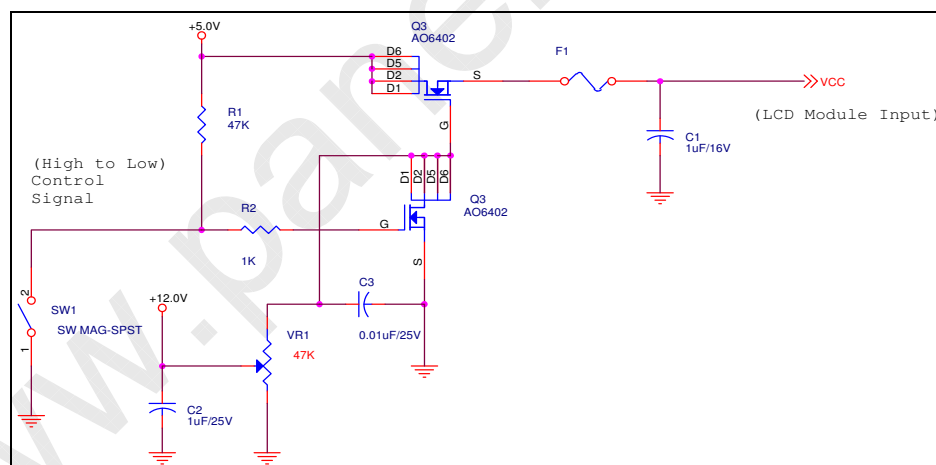 +5.0V
Q3
AO6402
D6
D5
D2
D1
S
G
F1
VCC
(LCD Module Input)
R1
47K
C1
1uF/16V
(High to Low)
Control
Signal
D1
D2
D5
D6
Q3
AO6402
R2
G
1K
S
2
SW1
SW MAG-SPST
1
+12.0V
C3
0.01uF/25V
VR1
47K
C2
1uF/25V
www.pane